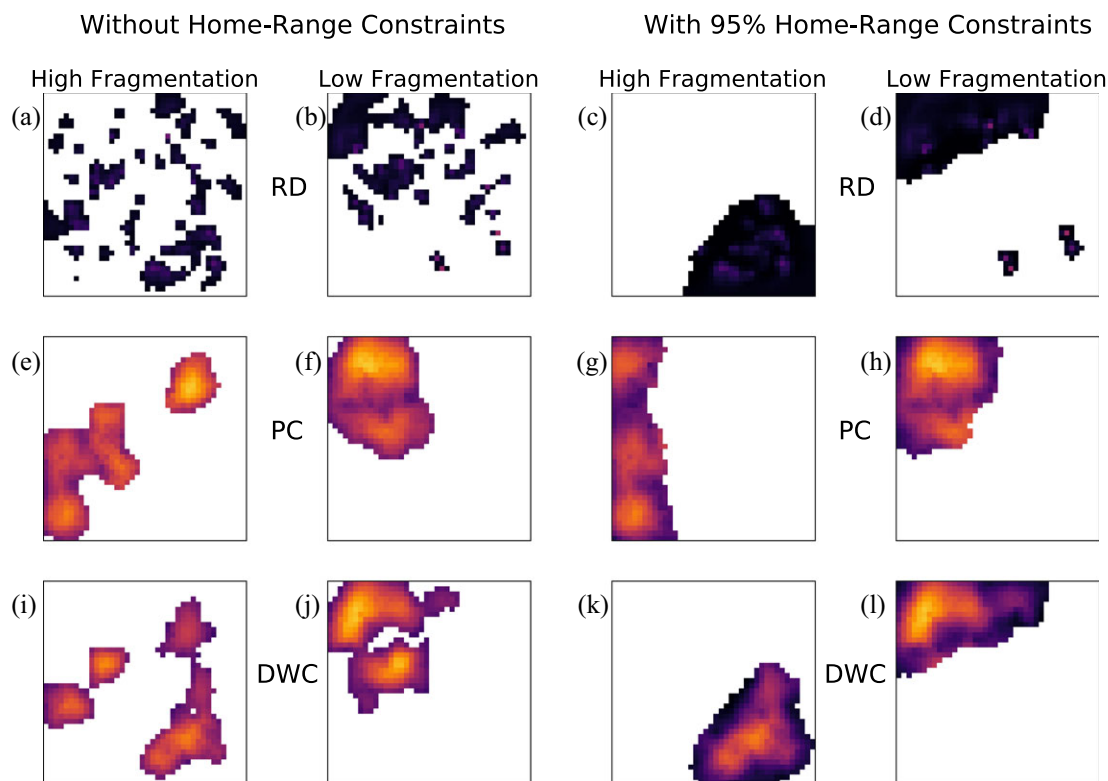 Without Home-Range Constraints With 95% Home-Range Constraints
High Fragmentation Low Fragmentation High Fragmentation Low Fragmentation
(a) (b) (c) (d)
RD RD
(e) (f) (g) (h)
PC PC
(i) (j) (k) (l)
DWC DWC